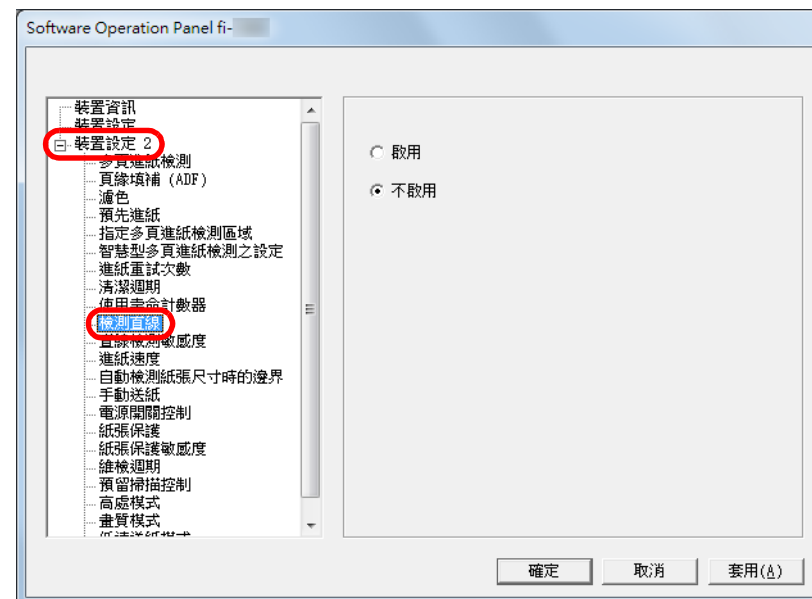 Software Operation Panel fi-
裝置資訊
裝置設定
裝置設定 2
多頁進紙檢測
頁緣填補 (ADF)
濾色
預先進紙
指定多頁進紙檢測區域
智慧型多頁進紙檢測之設定
進紙重試次數
清潔週期
使用壽命計數器
檢測直線
直線檢測敏感度
進紙速度
自動檢測紙張尺寸時的邊界
手動送紙
電源開關控制
紙張保護
紙張保護敏感度
維檢週期
預留掃描控制
高處模式
畫質模式
低速送紙模式
啟用
不啟用
確定
取消
套用(A)